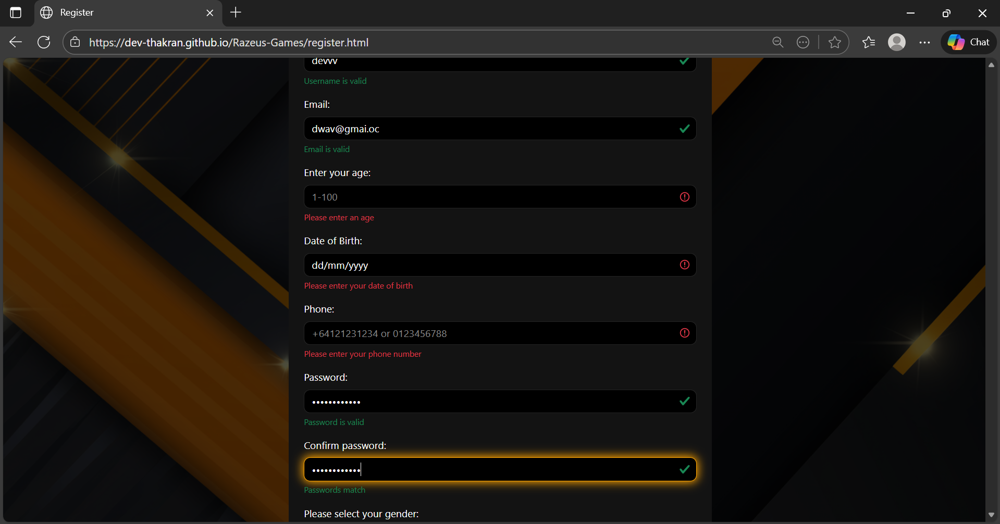 Register
https://dev-thakran.github.io/Razeus-Games/register.html
Chat
devvv
Username is valid
Email:
dwav@gmai.oc
Email is valid
Enter your age:
1-100
Please enter an age
Date of Birth:
dd/mm/yyyy
Please enter your date of birth
Phone:
+64121231234 or 0123456788
Please enter your phone number
Password:
••••••••••••
Password is valid
Confirm password:
••••••••••••
Passwords match
Please select your gender: